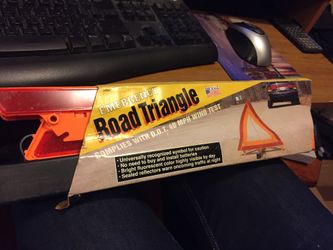 EMERGENCY
Road Triangle
COMPLIES WITH D.O.T. 40 MPH WIND TEST
• Universally recognized symbol for caution
• No need to buy and install batteries
• Bright fluorescent color highly visible by day
• Sealed reflectors warn oncoming traffic at night